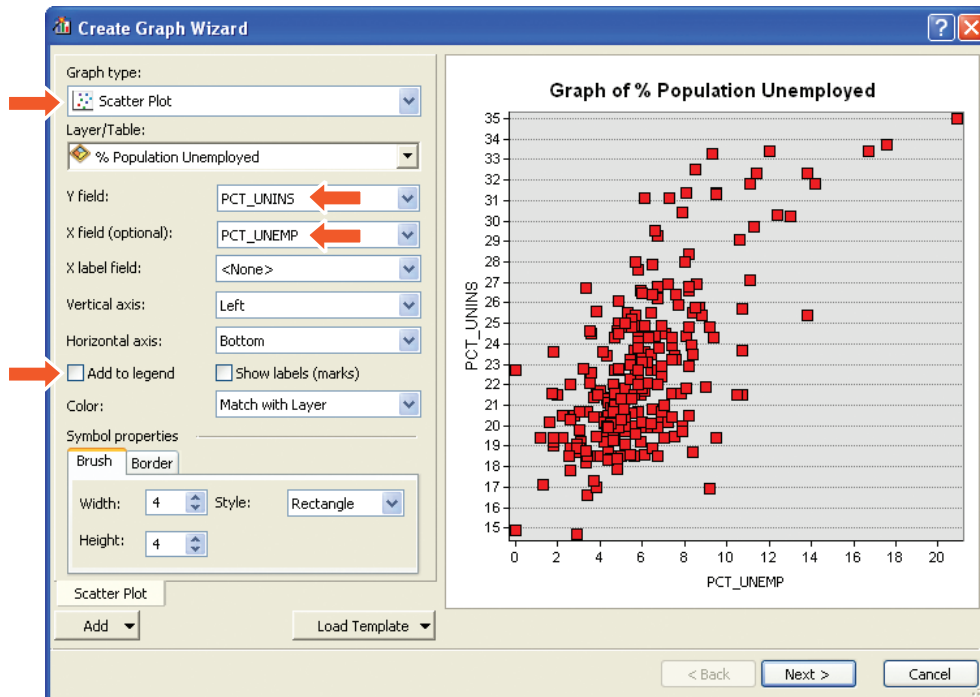 Create Graph Wizard
Graph type:
Scatter Plot
Layer/Table:
% Population Unemployed
Y field:
PCT_UNINS
X field (optional):
PCT_UNEMP
X label field:
<None>
Vertical axis:
Left
Horizontal axis:
Bottom
Add to legend
Show labels (marks)
Color:
Match with Layer
Symbol properties
Brush
Border
Width:
4
Style:
Rectangle
Height:
4
Scatter Plot
Add
Load Template
Graph of % Population Unemployed
PCT_UNINS
35
34
33
32
31
30
29
28
27
26
25
24
23
22
21
20
19
18
17
16
15
0 2 4 6 8 10 12 14 16 18 20
PCT_UNEMP
< Back
Next >
Cancel